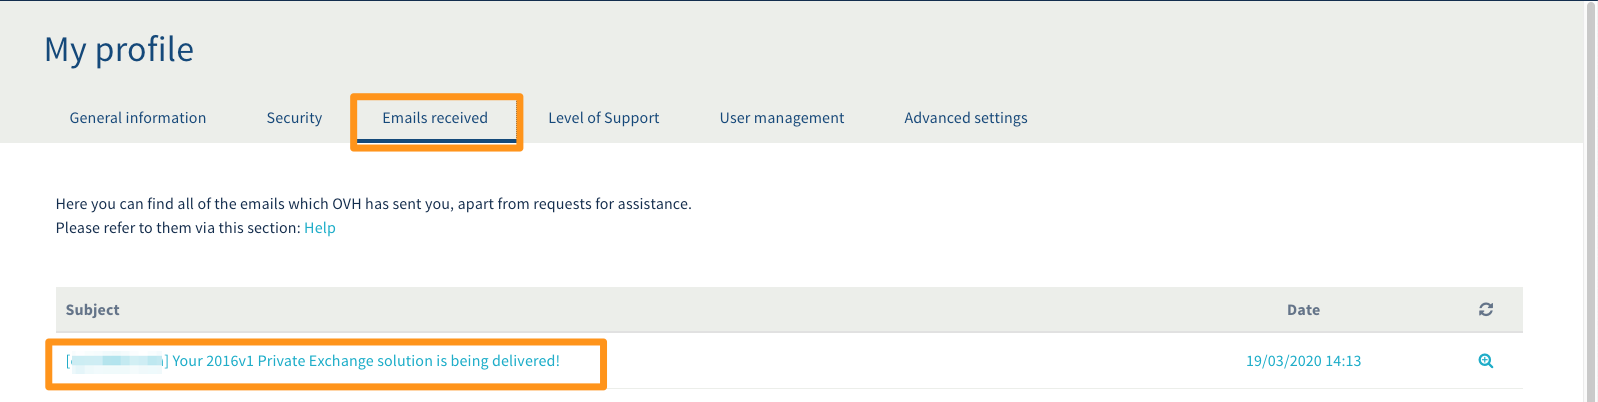 My profile
General information Security Emails received Level of Support User management Advanced settings
Here you can find all of the emails which OVH has sent you, apart from requests for assistance.
Please refer to them via this section: Help
Subject Date
[ ] Your 2016v1 Private Exchange solution is being delivered! 19/03/2020 14:13